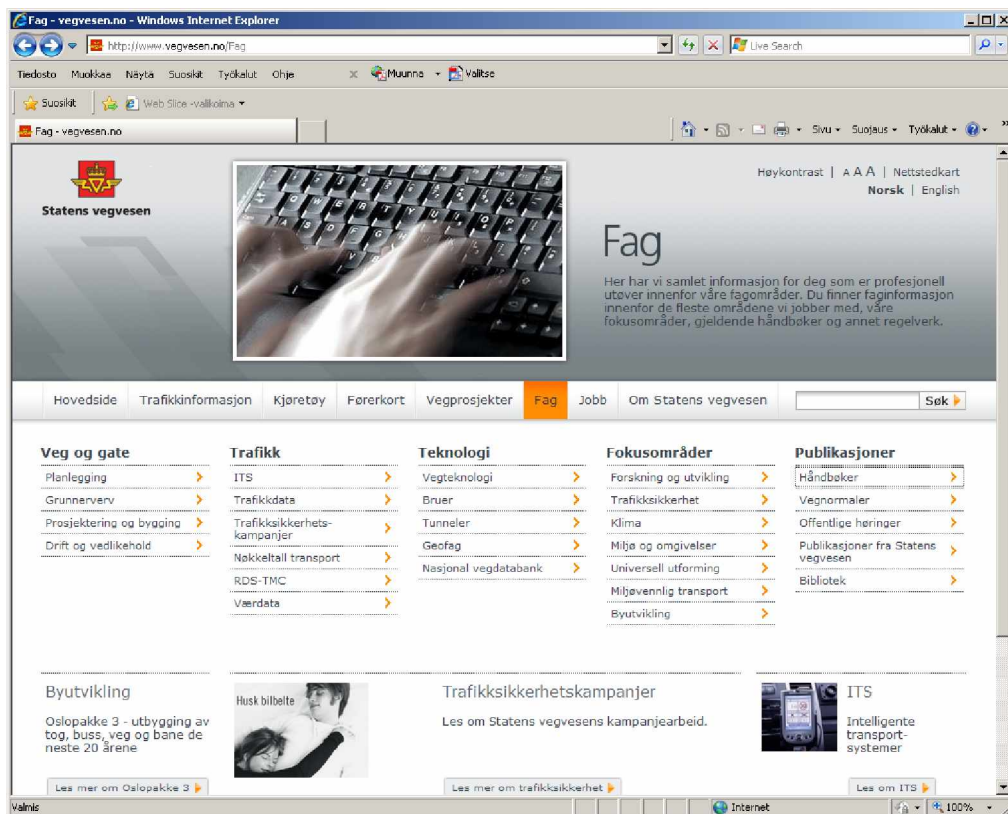 Fag - vegvesen.no - Windows Internet Explorer
http://www.vegvesen.no/Fag
Live Search
Tiedosto Muokkaa Näytä Suosikit Työkalut Ohje x Muunna Valitse
Suosikit Web Slice -valikoima
Fag - vegvesen.no
Sivu Suojaus Työkalut »
Statens vegvesen
Høykontrast | A A A | Nettstedkart
Norsk | English
Fag
Her har vi samlet informasjon for deg som er profesjonell
utøver innenfor våre fagområder. Du finner faginformasjon
innenfor de fleste områdene vi jobber med, våre
fokusområder, gjeldende håndbøker og annet regelverk.
Hovedside Trafikkinformasjon Kjøretøy Førerkort Vegprosjekter Fag Jobb Om Statens vegvesen Søk
Veg og gate
Planlegging
Grunnerverv
Prosjektering og bygging
Drift og vedlikehold
Trafikk
ITS
Trafikkdata
Trafikksikkerhets-
kampanjer
Nøkkeltall transport
RDS-TMC
Værdata
Teknologi
Vegteknologi
Bruer
Tunneler
Geofag
Nasjonal vegdatabank
Fokusområder
Forskning og utvikling
Trafikksikkerhet
Klima
Miljø og omgivelser
Universell utforming
Miljøvennlig transport
Byutvikling
Publikasjoner
Håndbøker
Vegnormaler
Offentlige høringer
Publikasjoner fra Statens
vegvesen
Bibliotek
Byutvikling
Oslopakke 3 - utbygging av
tog, buss, veg og bane de
neste 20 årene
Les mer om Oslopakke 3
Husk bilbelte
Trafikksikkerhetskampanjer
Les om Statens vegvesens kampanjearbeid.
Les mer om trafikksikkerhet
ITS
Intelligente
transport-
systemer
Les om ITS
Valmis Internet 100%